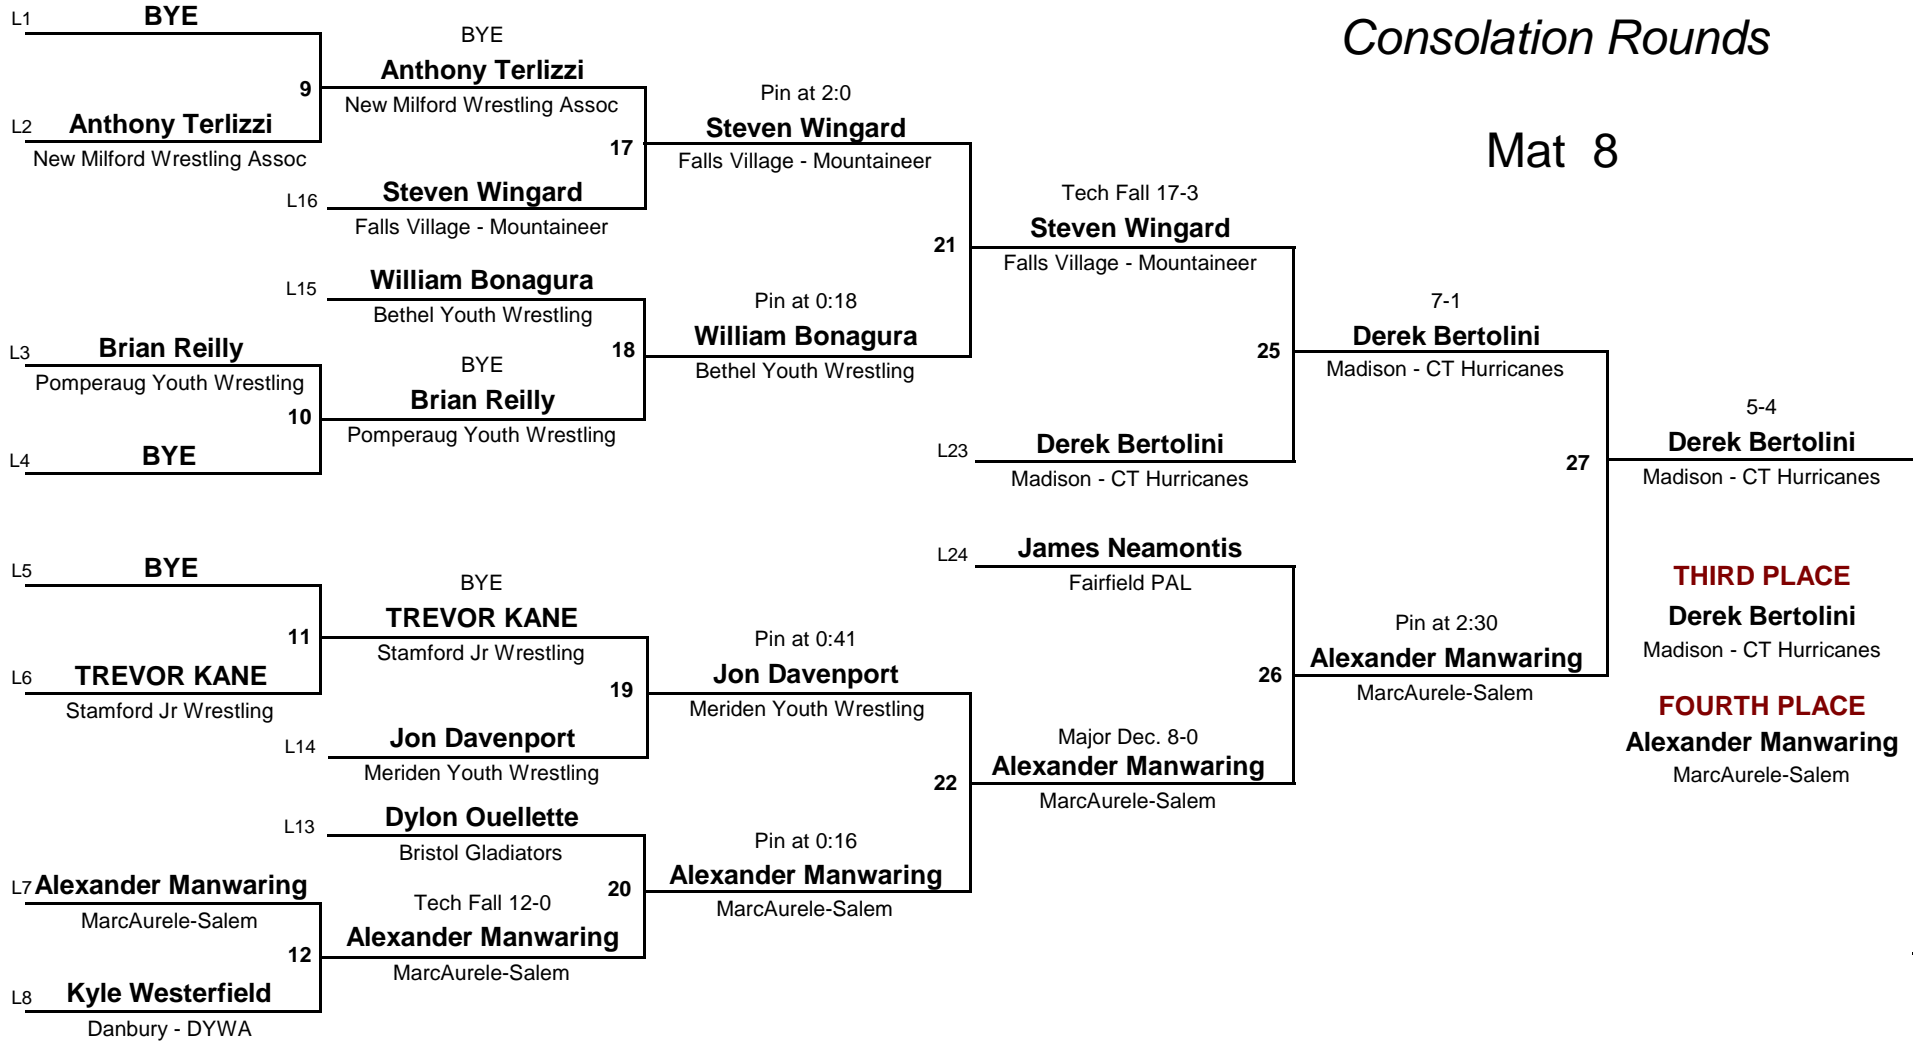 Consolation Rounds
Mat 8
L1 BYE
9
L2 Anthony Terlizzi
New Milford Wrestling Assoc
L3 Brian Reilly
Pomperaug Youth Wrestling
10
L4 BYE
L5 BYE
11
L6 TREVOR KANE
Stamford Jr Wrestling
L7 Alexander Manwaring
MarcAurele-Salem
12
L8 Kyle Westerfield
Danbury - DYWA
BYE
Anthony Terlizzi
New Milford Wrestling Assoc
17
L16 Steven Wingard
Falls Village - Mountaineer
L15 William Bonagura
Bethel Youth Wrestling
18
BYE
Brian Reilly
Pomperaug Youth Wrestling
BYE
TREVOR KANE
Stamford Jr Wrestling
19
L14 Jon Davenport
Meriden Youth Wrestling
L13 Dylon Ouellette
Bristol Gladiators
20
Tech Fall 12-0
Alexander Manwaring
MarcAurele-Salem
Pin at 2:0
Steven Wingard
Falls Village - Mountaineer
21
Pin at 0:18
William Bonagura
Bethel Youth Wrestling
Pin at 0:41
Jon Davenport
Meriden Youth Wrestling
22
Pin at 0:16
Alexander Manwaring
MarcAurele-Salem
Tech Fall 17-3
Steven Wingard
Falls Village - Mountaineer
25
L23 Derek Bertolini
Madison - CT Hurricanes
L24 James Neamontis
Fairfield PAL
26
Major Dec. 8-0
Alexander Manwaring
MarcAurele-Salem
7-1
Derek Bertolini
Madison - CT Hurricanes
27
Pin at 2:30
Alexander Manwaring
MarcAurele-Salem
5-4
Derek Bertolini
Madison - CT Hurricanes
THIRD PLACE
Derek Bertolini
Madison - CT Hurricanes
FOURTH PLACE
Alexander Manwaring
MarcAurele-Salem